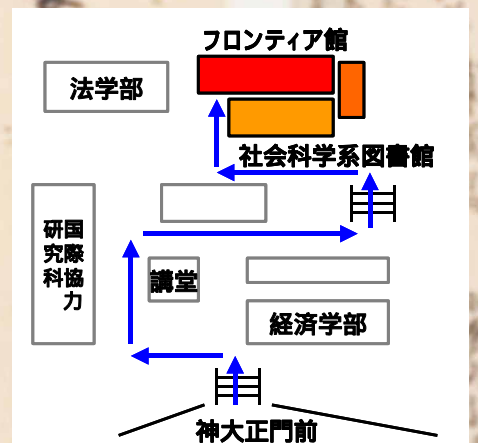 フロンティア館
法学部
社会科学系図書館
国際協力
研究科
講堂
経済学部
神大正門前